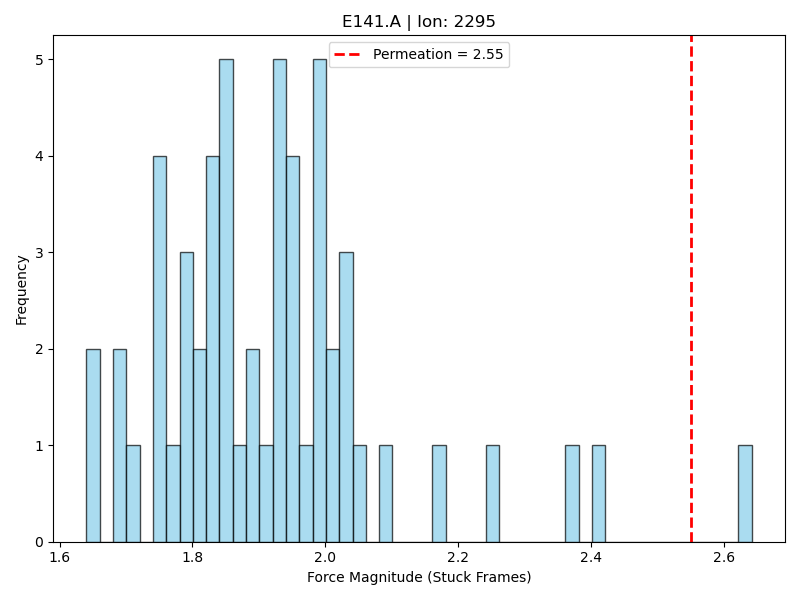 E141.A | Ion: 2295
Permeation = 2.55
Frequency
5
4
3
2
1
0
1.6 1.8 2.0 2.2 2.4 2.6
Force Magnitude (Stuck Frames)